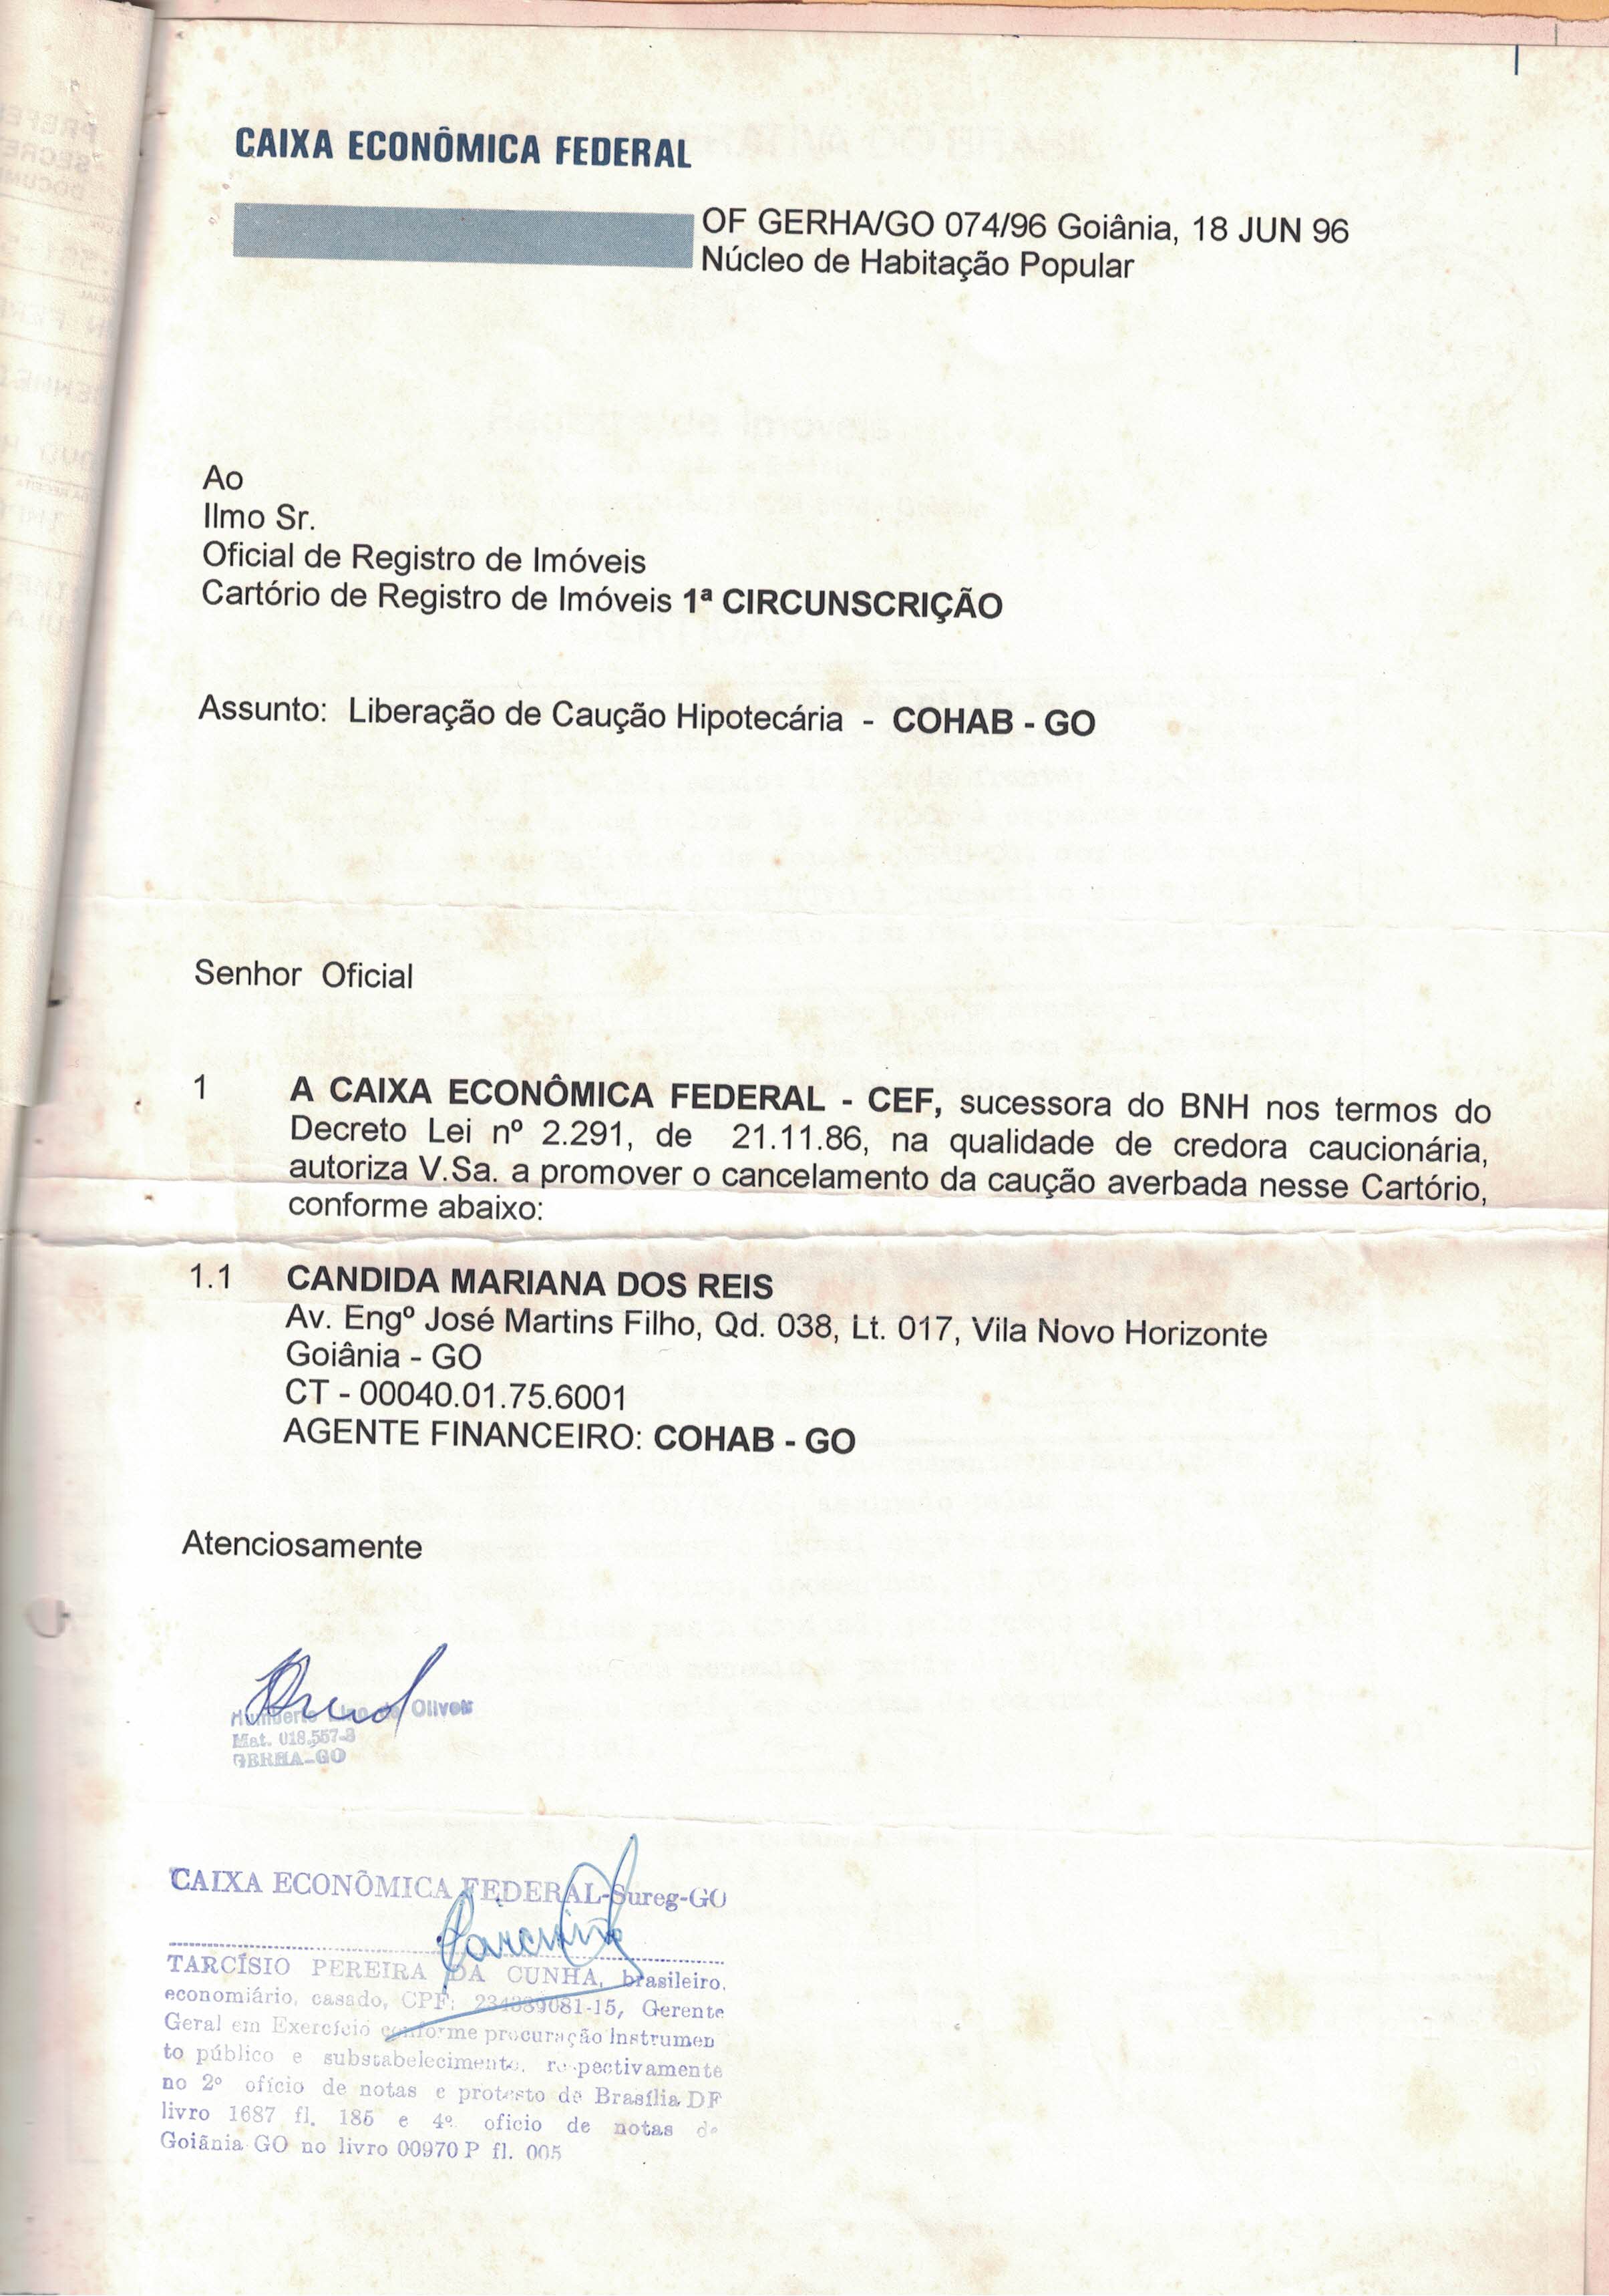 CAIXA ECONÔMICA FEDERAL
OF GERHA/GO 074/96 Goiânia, 18 JUN 96
Núcleo de Habitação Popular
Ao
Ilmo Sr.
Oficial de Registro de Imóveis
Cartório de Registro de Imóveis 1ª CIRCUNSCRIÇÃO
Assunto: Liberação de Caução Hipotecária - COHAB - GO
Senhor Oficial
1 A CAIXA ECONÔMICA FEDERAL - CEF, sucessora do BNH nos termos do
Decreto Lei nº 2.291, de 21.11.86, na qualidade de credora caucionária,
autoriza V.Sa. a promover o cancelamento da caução averbada nesse Cartório,
conforme abaixo:
1.1 CANDIDA MARIANA DOS REIS
Av. Engº José Martins Filho, Qd. 038, Lt. 017, Vila Novo Horizonte
Goiânia - GO
CT - 00040.01.75.6001
AGENTE FINANCEIRO: COHAB - GO
Atenciosamente
Humberto de Oliveira
Mat. 018.557-3
GERHA-GO
CAIXA ECONÔMICA FEDERAL-Sureg-GO
TARCÍSIO PEREIRA DA CUNHA, brasileiro,
economiário, casado, CPF: 234339081-15, Gerente
Geral em Exercício conforme procuração Instrumen
to público e substabelecimento, respectivamente
no 2º ofício de notas e protesto de Brasília DF
livro 1687 fl. 185 e 4º oficio de notas de
Goiânia GO no livro 00970 P fl. 005